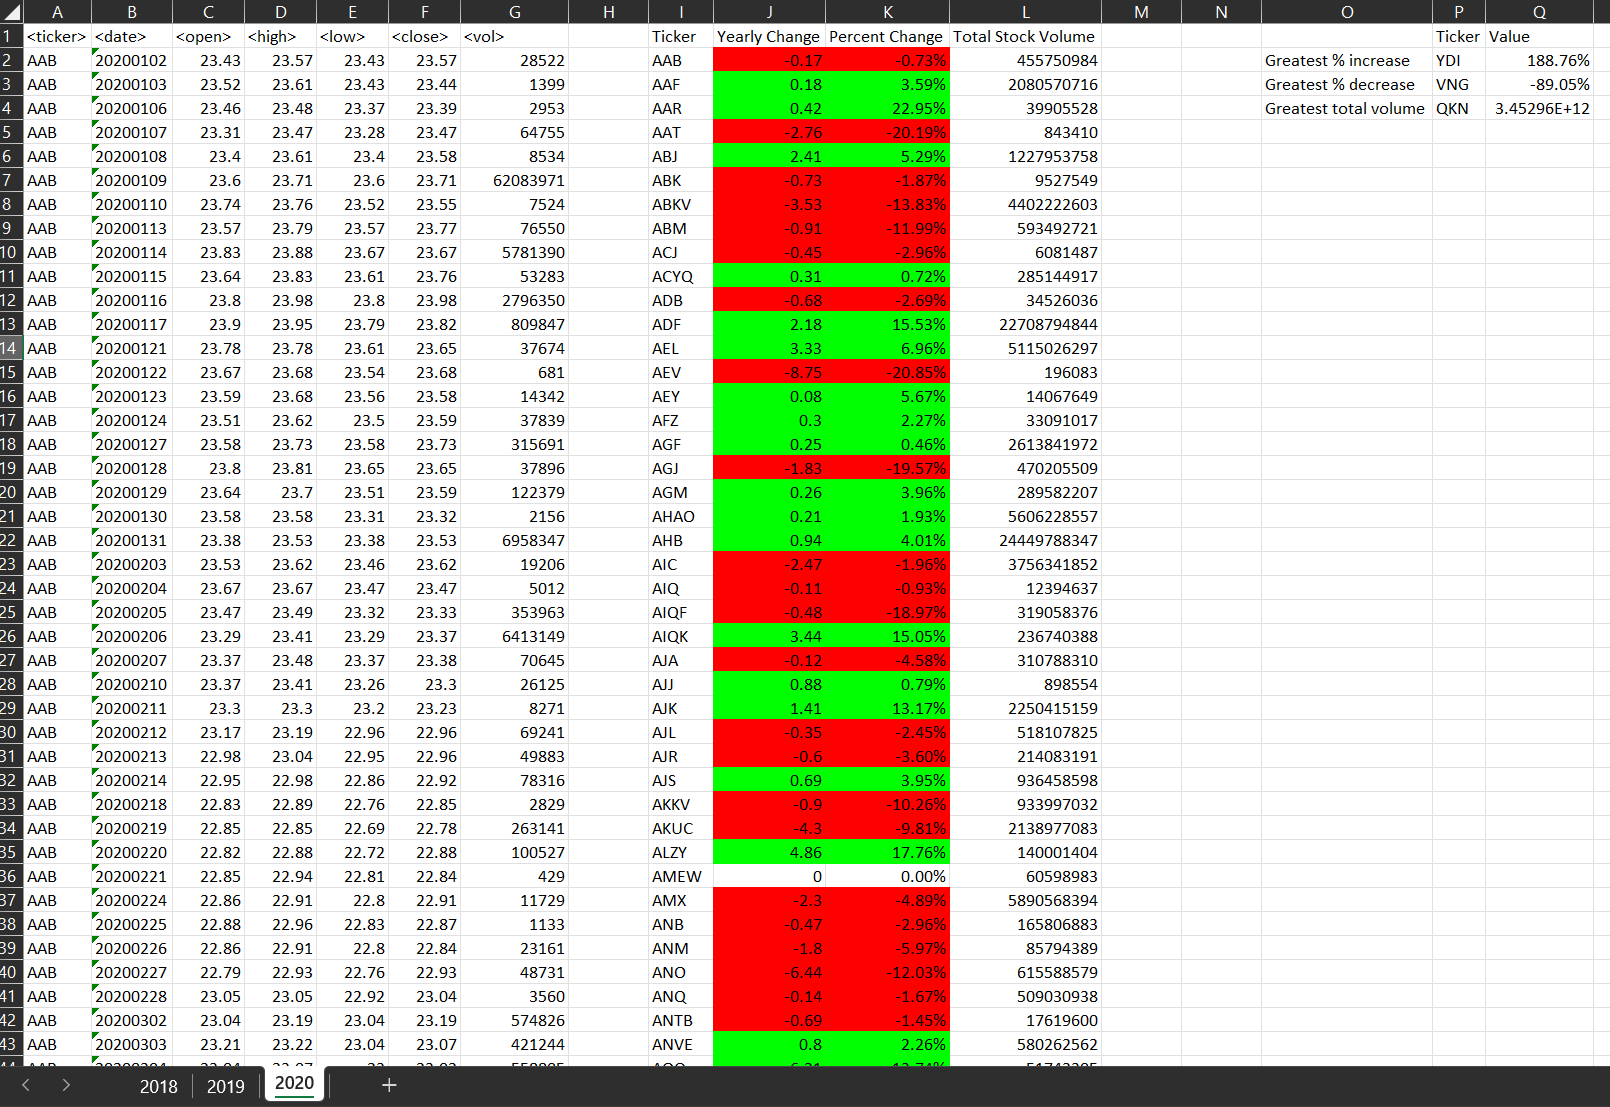 A B C D E F G H I J K L M N O P Q
1 <ticker> <date> <open> <high> <low> <close> <vol> Ticker Yearly Change Percent Change Total Stock Volume Ticker Value
2 AAB 20200102 23.43 23.57 23.43 23.57 28522 AAB -0.17 -0.73% 455750984 Greatest % increase YDI 188.76%
3 AAB 20200103 23.52 23.61 23.43 23.44 1399 AAF 0.18 3.59% 2080570716 Greatest % decrease VNG -89.05%
4 AAB 20200106 23.46 23.48 23.37 23.39 2953 AAR 0.42 22.95% 39905528 Greatest total volume QKN 3.45296E+12
5 AAB 20200107 23.31 23.47 23.28 23.47 64755 AAT -2.76 -20.19% 843410
6 AAB 20200108 23.4 23.61 23.4 23.58 8534 ABJ 2.41 5.29% 1227953758
7 AAB 20200109 23.6 23.71 23.6 23.71 62083971 ABK -0.73 -1.87% 9527549
8 AAB 20200110 23.74 23.76 23.52 23.55 7524 ABKV -3.53 -13.83% 4402222603
9 AAB 20200113 23.57 23.79 23.57 23.77 76550 ABM -0.91 -11.99% 593492721
10 AAB 20200114 23.83 23.88 23.67 23.67 5781390 ACJ -0.45 -2.96% 6081487
11 AAB 20200115 23.64 23.83 23.61 23.76 53283 ACYQ 0.31 0.72% 285144917
12 AAB 20200116 23.8 23.98 23.8 23.98 2796350 ADB -0.68 -2.69% 34526036
13 AAB 20200117 23.9 23.95 23.79 23.82 809847 ADF 2.18 15.53% 22708794844
14 AAB 20200121 23.78 23.78 23.61 23.65 37674 AEL 3.33 6.96% 5115026297
15 AAB 20200122 23.67 23.68 23.54 23.68 681 AEV -8.75 -20.85% 196083
16 AAB 20200123 23.59 23.68 23.56 23.58 14342 AEY 0.08 5.67% 14067649
17 AAB 20200124 23.51 23.62 23.5 23.59 37839 AFZ 0.3 2.27% 33091017
18 AAB 20200127 23.58 23.73 23.58 23.73 315691 AGF 0.25 0.46% 2613841972
19 AAB 20200128 23.8 23.81 23.65 23.65 37896 AGJ -1.83 -19.57% 470205509
20 AAB 20200129 23.64 23.7 23.51 23.59 122379 AGM 0.26 3.96% 289582207
21 AAB 20200130 23.58 23.58 23.31 23.32 2156 AHAO 0.21 1.93% 5606228557
22 AAB 20200131 23.38 23.53 23.38 23.53 6958347 AHB 0.94 4.01% 24449788347
23 AAB 20200203 23.53 23.62 23.46 23.62 19206 AIC -2.47 -1.96% 3756341852
24 AAB 20200204 23.67 23.67 23.47 23.47 5012 AIQ -0.11 -0.93% 12394637
25 AAB 20200205 23.47 23.49 23.32 23.33 353963 AIQF -0.48 -18.97% 319058376
26 AAB 20200206 23.29 23.41 23.29 23.37 6413149 AIQK 3.44 15.05% 236740388
27 AAB 20200207 23.37 23.48 23.37 23.38 70645 AJA -0.12 -4.58% 310788310
28 AAB 20200210 23.37 23.41 23.26 23.3 26125 AJJ 0.88 0.79% 898554
29 AAB 20200211 23.3 23.3 23.2 23.23 8271 AJK 1.41 13.17% 2250415159
30 AAB 20200212 23.17 23.19 22.96 22.96 69241 AJL -0.35 -2.45% 518107825
31 AAB 20200213 22.98 23.04 22.95 22.96 49883 AJR -0.6 -3.60% 214083191
32 AAB 20200214 22.95 22.98 22.86 22.92 78316 AJS 0.69 3.95% 936458598
33 AAB 20200218 22.83 22.89 22.76 22.85 2829 AKKV -0.9 -10.26% 933997032
34 AAB 20200219 22.85 22.85 22.69 22.78 263141 AKUC -4.3 -9.81% 2138977083
35 AAB 20200220 22.82 22.88 22.72 22.88 100527 ALZY 4.86 17.76% 140001404
36 AAB 20200221 22.85 22.94 22.81 22.84 429 AMEW 0 0.00% 60598983
37 AAB 20200224 22.86 22.91 22.8 22.91 11729 AMX -2.3 -4.89% 5890568394
38 AAB 20200225 22.88 22.96 22.83 22.87 1133 ANB -0.47 -2.96% 165806883
39 AAB 20200226 22.86 22.91 22.8 22.84 23161 ANM -1.8 -5.97% 85794389
40 AAB 20200227 22.79 22.93 22.76 22.93 48731 ANO -6.44 -12.03% 615588579
41 AAB 20200228 23.05 23.05 22.92 23.04 3560 ANQ -0.14 -1.67% 509030938
42 AAB 20200302 23.04 23.19 23.04 23.19 574826 ANTB -0.69 -1.45% 17619600
43 AAB 20200303 23.21 23.22 23.04 23.07 421244 ANVE 0.8 2.26% 580262562
2018 2019 2020